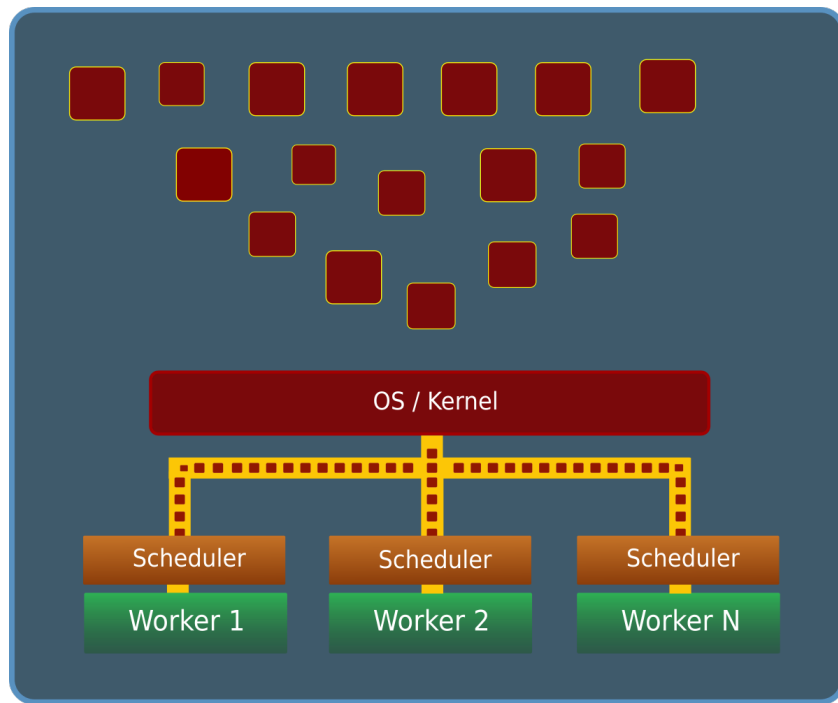 OS / Kernel
Scheduler
Scheduler
Scheduler
Worker 1
Worker 2
Worker N